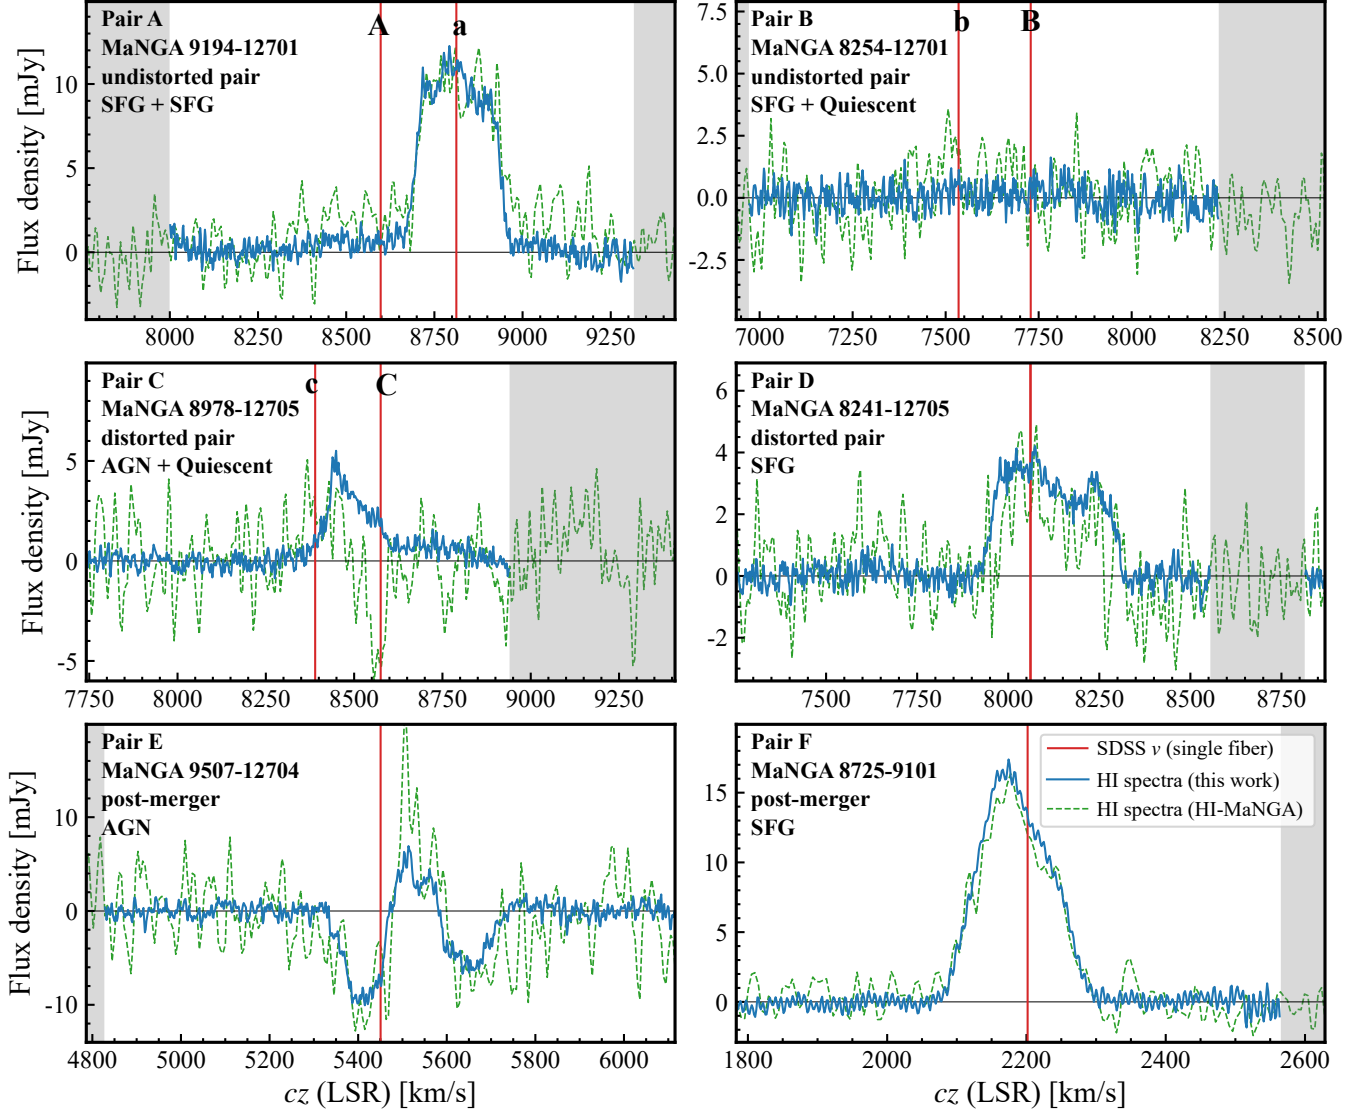 Pair A
MaNGA 9194-12701
undistorted pair
SFG + SFG
A
a
10
5
0
8000
8250
8500
8750
9000
9250
Flux density [mJy]
Pair B
MaNGA 8254-12701
undistorted pair
SFG + Quiescent
b
B
7.5
5.0
2.5
0.0
-2.5
7000
7250
7500
7750
8000
8250
8500
Pair C
MaNGA 8978-12705
distorted pair
AGN + Quiescent
c
C
5
0
-5
7750
8000
8250
8500
8750
9000
9250
Flux density [mJy]
Pair D
MaNGA 8241-12705
distorted pair
SFG
6
4
2
0
-2
7500
7750
8000
8250
8500
8750
Pair E
MaNGA 9507-12704
post-merger
AGN
10
0
-10
4800
5000
5200
5400
5600
5800
6000
Flux density [mJy]
cz (LSR) [km/s]
Pair F
MaNGA 8725-9101
post-merger
SFG
SDSS v (single fiber)
HI spectra (this work)
HI spectra (HI-MaNGA)
15
10
5
0
1800
2000
2200
2400
2600
cz (LSR) [km/s]